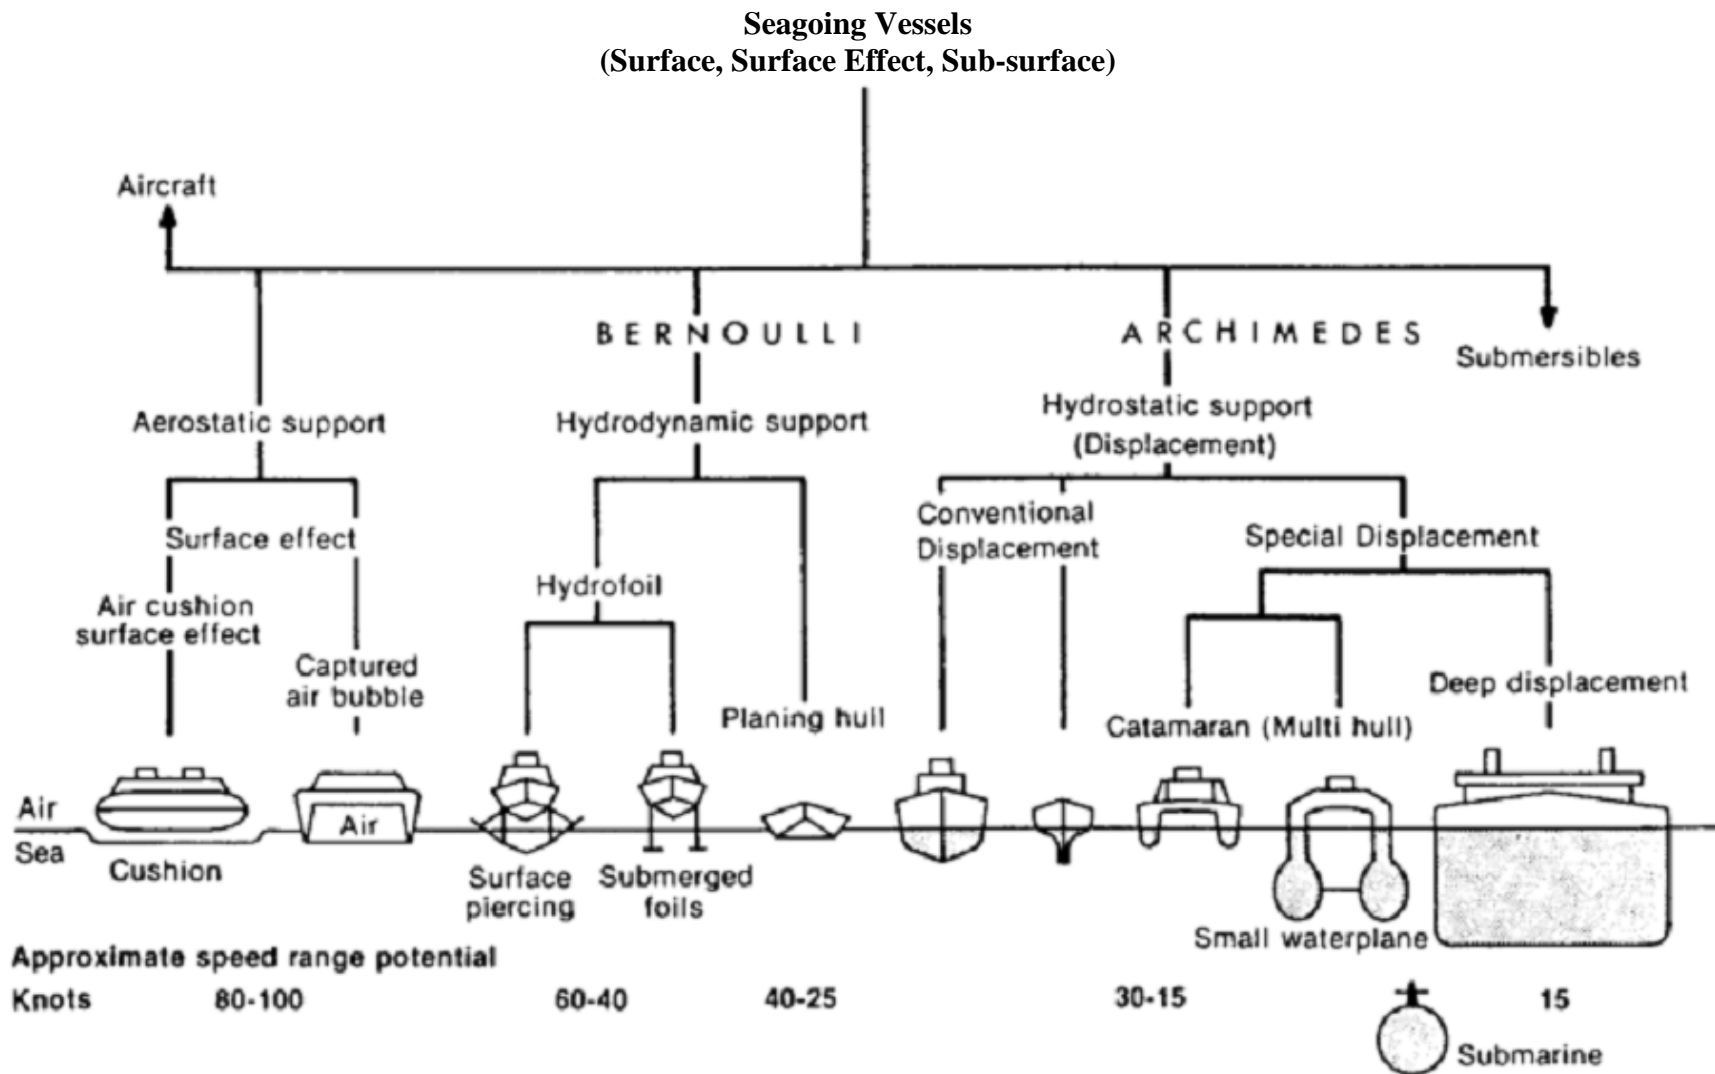 Seagoing Vessels
(Surface, Surface Effect, Sub-surface)
Aircraft
BERNOULLI
ARCHIMEDES
Submersibles
Aerostatic support
Hydrodynamic support
Hydrostatic support
(Displacement)
Surface effect
Conventional
Displacement
Special Displacement
Hydrofoil
Air cushion
surface effect
Captured
air bubble
Planing hull
Catamaran (Multi hull)
Deep displacement
Air
Air
Sea
Cushion
Surface
piercing
Submerged
foils
Small waterplane
Approximate speed range potential
Knots 80-100 60-40 40-25 30-15 15
Submarine